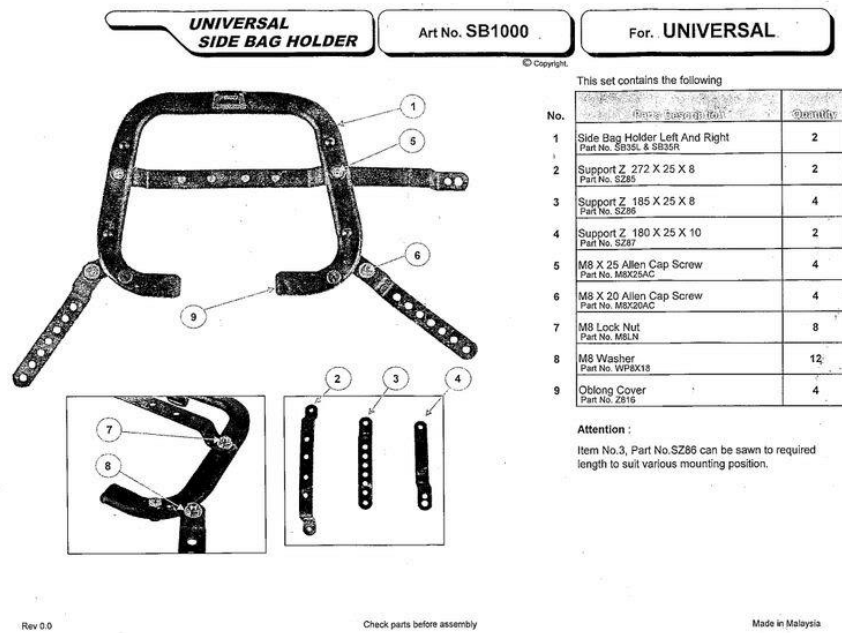 UNIVERSAL
SIDE BAG HOLDER
Art No. SB1000
For. UNIVERSAL
© Copyright.
This set contains the following
No. Parts Description Quantity
1 Side Bag Holder Left And Right 2
Part No. SB35L & SB35R
2 Support Z 272 X 25 X 8 2
Part No. SZ85
3 Support Z 185 X 25 X 8 4
Part No. SZ86
4 Support Z 180 X 25 X 10 2
Part No. SZ87
5 M8 X 25 Allen Cap Screw 4
Part No. M8X25AC
6 M8 X 20 Allen Cap Screw 4
Part No. M8X20AC
7 M8 Lock Nut 8
Part No. M8LN
8 M8 Washer 12
Part No. WP8X18
9 Oblong Cover 4
Part No. Z816
Attention :
Item No.3, Part No.SZ86 can be sawn to required
length to suit various mounting position.
1
5
6
9
2
3
4
7
8
Rev 0.0
Check parts before assembly
Made in Malaysia